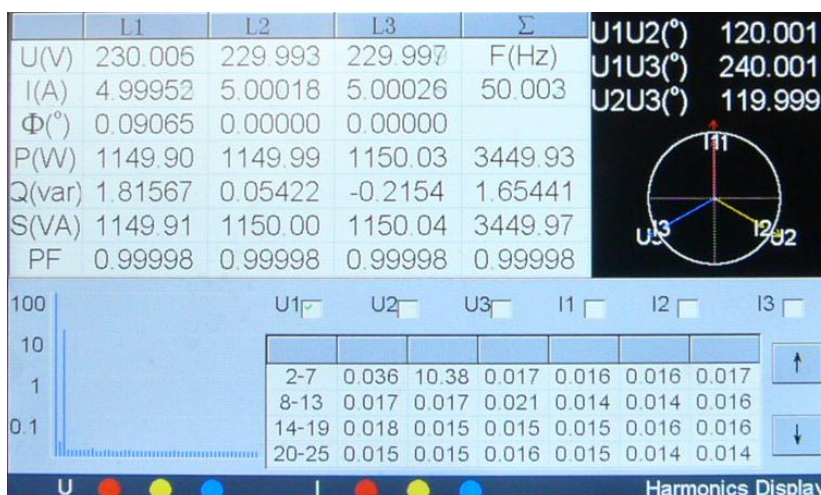 L1 L2 L3 Σ
U(V) 230.005 229.993 229.997 F(Hz)
I(A) 4.99952 5.00018 5.00026 50.003
Φ(°) 0.09065 0.00000 0.00000
P(W) 1149.90 1149.99 1150.03 3449.93
Q(var) 1.81567 0.05422 -0.2154 1.65441
S(VA) 1149.91 1150.00 1150.04 3449.97
PF 0.99998 0.99998 0.99998 0.99998
U1U2(°) 120.001
U1U3(°) 240.001
U2U3(°) 119.999
I3 I2 U2
100
10
1
0.1
U1 U2 U3 I1 I2 I3
2-7 0.036 10.38 0.017 0.016 0.016 0.017
8-13 0.017 0.017 0.021 0.014 0.014 0.016
14-19 0.018 0.015 0.015 0.015 0.016 0.016
20-25 0.015 0.015 0.016 0.015 0.014 0.014
U I Harmonics Display